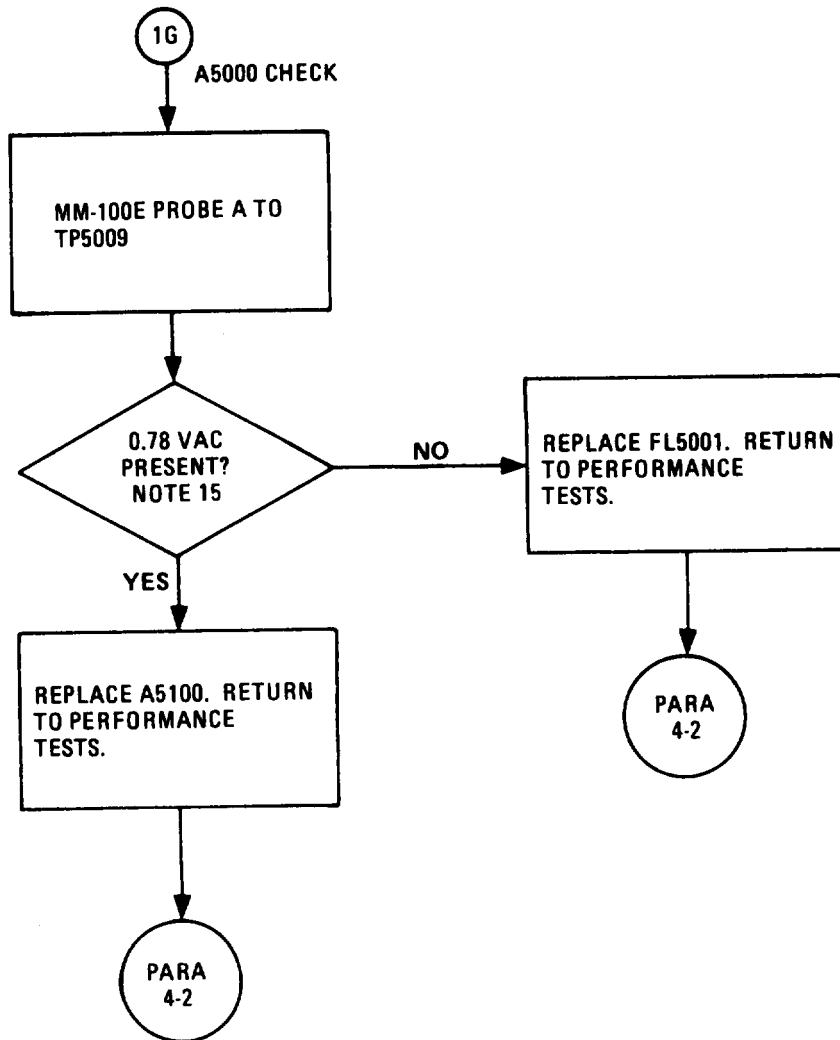 1G
A5000 CHECK
MM-100E PROBE A TO
TP5009
0.78 VAC
PRESENT?
NOTE 15
NO
REPLACE FL5001. RETURN
TO PERFORMANCE
TESTS.
YES
REPLACE A5100. RETURN
TO PERFORMANCE
TESTS.
PARA
4-2
PARA
4-2